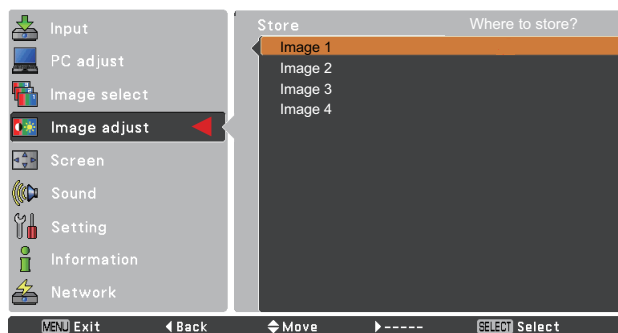 Input
PC adjust
Image select
Image adjust
Screen
Sound
Setting
Information
Network
Store Where to store?
Image 1
Image 2
Image 3
Image 4
MENU Exit Back Move ----- SELECT Select